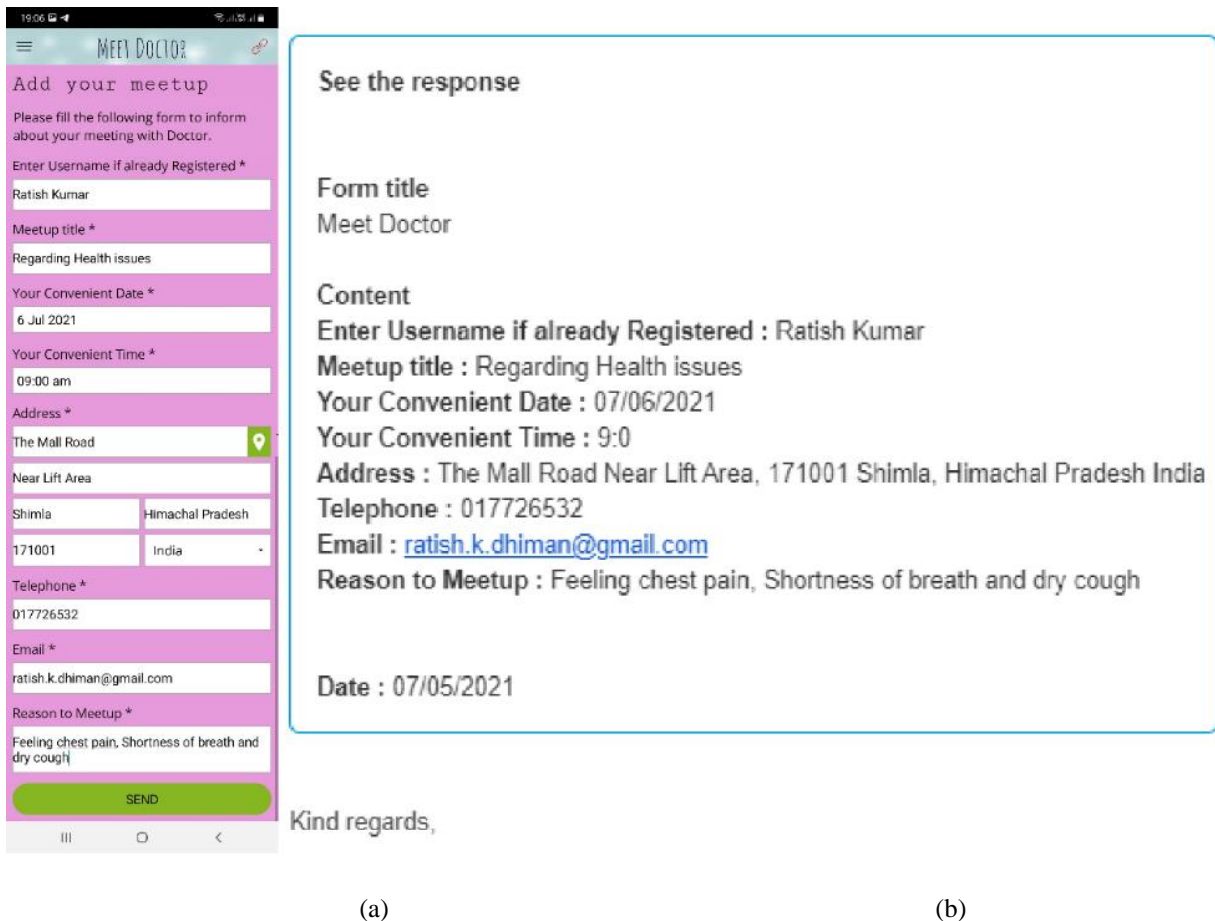 19:06
MEET DOCTOR
Add your meetup
Please fill the following form to inform
about your meeting with Doctor.
Enter Username if already Registered *
Ratish Kumar
Meetup title *
Regarding Health issues
Your Convenient Date *
6 Jul 2021
Your Convenient Time *
09:00 am
Address *
The Mall Road
Near Lift Area
Shimla Himachal Pradesh
171001 India
Telephone *
017726532
Email *
ratish.k.dhiman@gmail.com
Reason to Meetup *
Feeling chest pain, Shortness of breath and
dry cough
SEND
See the response
Form title
Meet Doctor
Content
Enter Username if already Registered : Ratish Kumar
Meetup title : Regarding Health issues
Your Convenient Date : 07/06/2021
Your Convenient Time : 9:0
Address : The Mall Road Near Lift Area, 171001 Shimla, Himachal Pradesh India
Telephone : 017726532
Email : ratish.k.dhiman@gmail.com
Reason to Meetup : Feeling chest pain, Shortness of breath and dry cough
Date : 07/05/2021
Kind regards,
(a) (b)